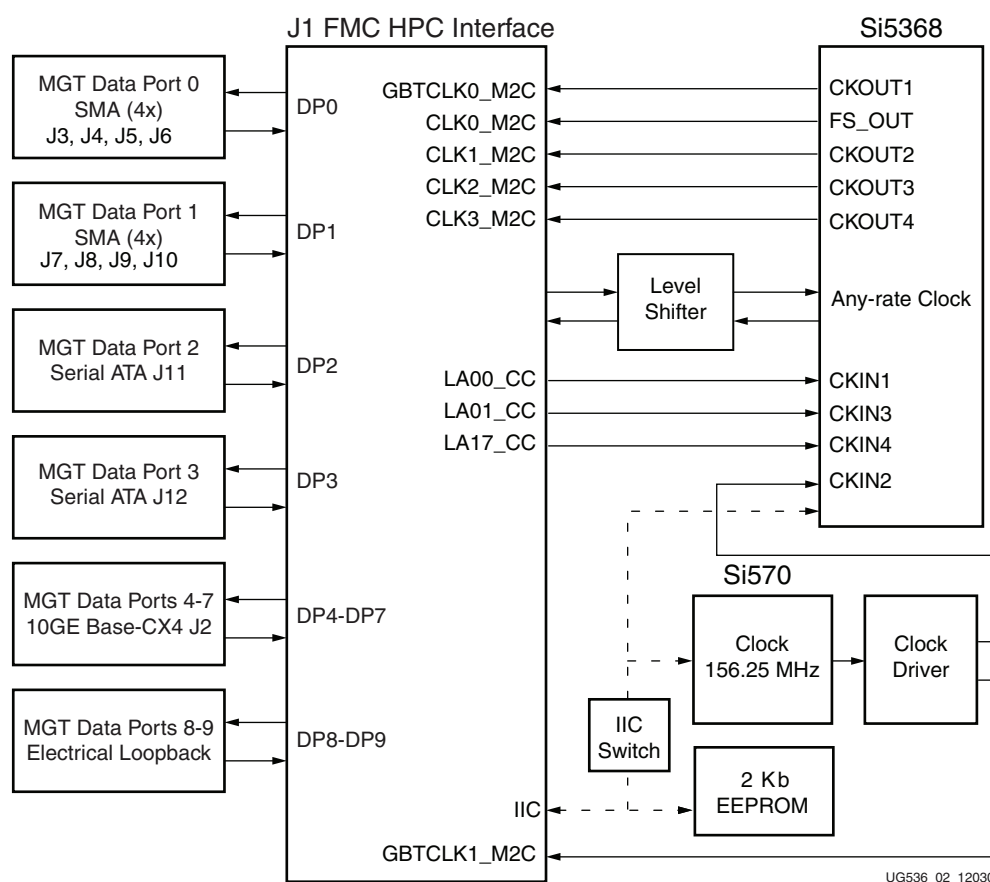 J1 FMC HPC Interface
Si5368
MGT Data Port 0
SMA (4x)
J3, J4, J5, J6
DP0
GBTCLK0_M2C
CKOUT1
CLK0_M2C
FS_OUT
CLK1_M2C
CKOUT2
CLK2_M2C
CKOUT3
CLK3_M2C
CKOUT4
MGT Data Port 1
SMA (4x)
J7, J8, J9, J10
DP1
Level
Shifter
Any-rate Clock
MGT Data Port 2
Serial ATA J11
DP2
LA00_CC
CKIN1
LA01_CC
CKIN3
LA17_CC
CKIN4
CKIN2
MGT Data Port 3
Serial ATA J12
DP3
Si570
MGT Data Ports 4-7
10GE Base-CX4 J2
DP4-DP7
Clock
156.25 MHz
Clock
Driver
MGT Data Ports 8-9
Electrical Loopback
DP8-DP9
IIC
Switch
2 Kb
EEPROM
IIC
GBTCLK1_M2C
UG536_02_12030